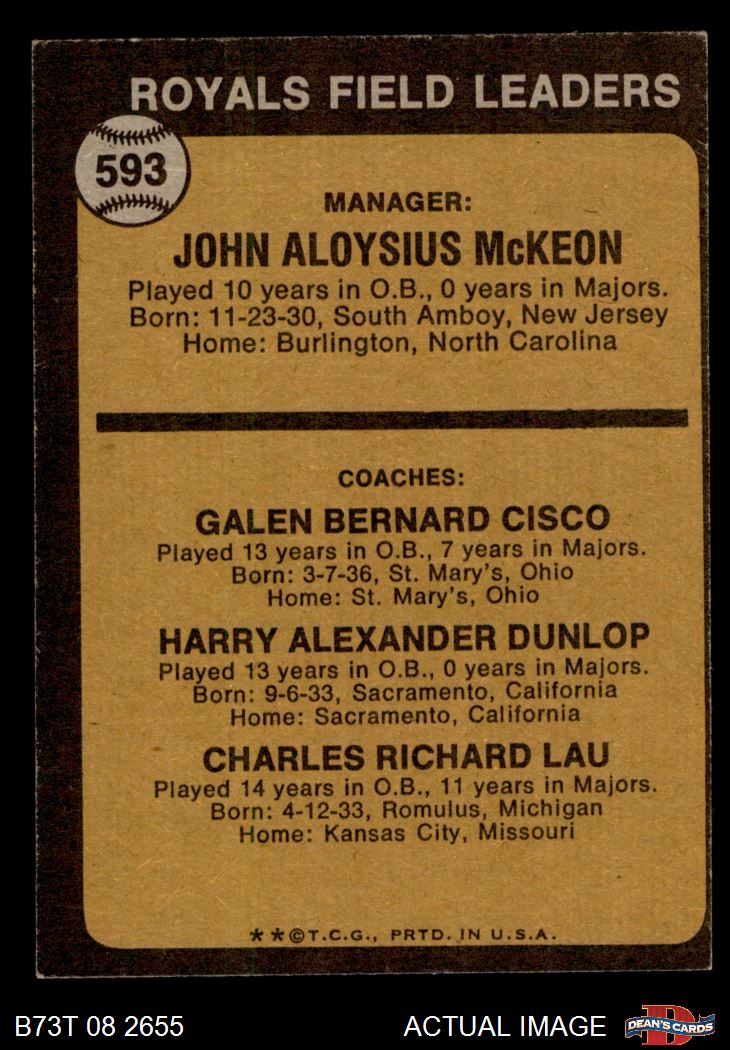 ROYALS FIELD LEADERS
593
MANAGER:
JOHN ALOYSIUS McKEON
Played 10 years in O.B., 0 years in Majors.
Born: 11-23-30, South Amboy, New Jersey
Home: Burlington, North Carolina
COACHES:
GALEN BERNARD CISCO
Played 13 years in O.B., 7 years in Majors.
Born: 3-7-36, St. Mary's, Ohio
Home: St. Mary's, Ohio
HARRY ALEXANDER DUNLOP
Played 13 years in O.B., 0 years in Majors.
Born: 9-6-33, Sacramento, California
Home: Sacramento, California
CHARLES RICHARD LAU
Played 14 years in O.B., 11 years in Majors.
Born: 4-12-33, Romulus, Michigan
Home: Kansas City, Missouri
**©T.C.G., PRTD. IN U.S.A.
B73T 08 2655 ACTUAL IMAGE D DEAN'S CARDS